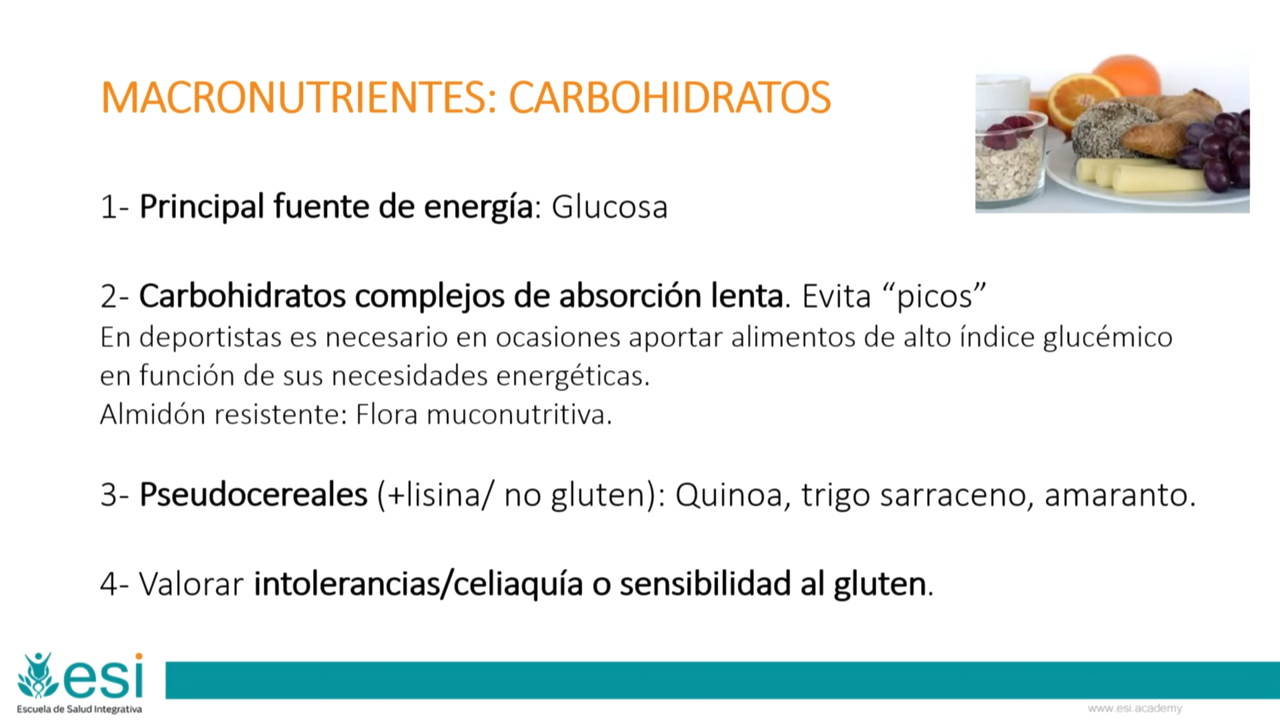 MACRONUTRIENTES: CARBOHIDRATOS
1- Principal fuente de energía: Glucosa
2- Carbohidratos complejos de absorción lenta. Evita “picos”
En deportistas es necesario en ocasiones aportar alimentos de alto índice glucémico
en función de sus necesidades energéticas.
Almidón resistente: Flora muconutritiva.
3- Pseudocereales (+lisina/ no gluten): Quinoa, trigo sarraceno, amaranto.
4- Valorar intolerancias/celiaquía o sensibilidad al gluten.
esi
Escuela de Salud Integrativa
www.esi.academy